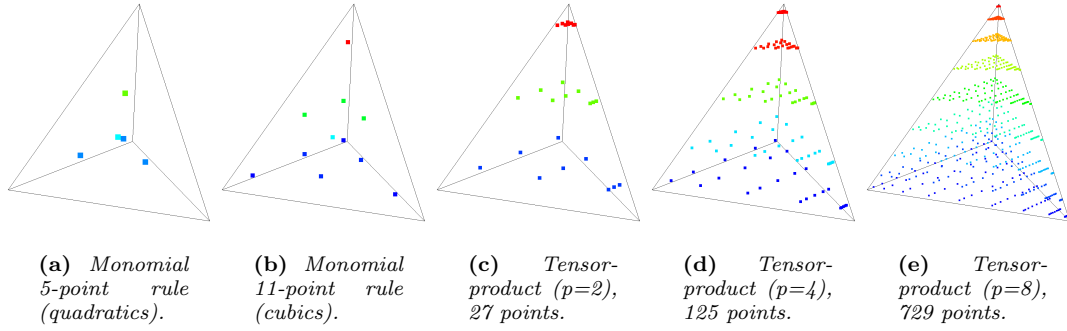 (a) Monomial
5-point rule
(quadratics).
(b) Monomial
11-point rule
(cubics).
(c) Tensor-
product (p=2),
27 points.
(d) Tensor-
product (p=4),
125 points.
(e) Tensor-
product (p=8),
729 points.